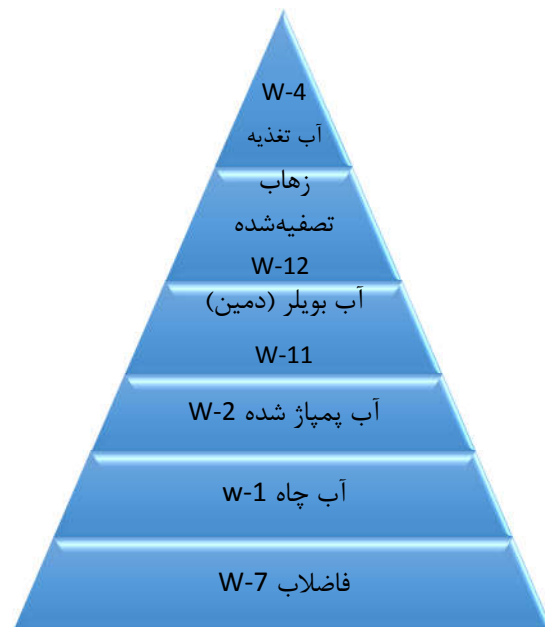 W-4
آب تغذیه
زهاب
تصفیه‌شده
W-12
آب بویلر (دمین)
W-11
آب پمپاژ شده W-2
آب چاه w-1
فاضلاب W-7